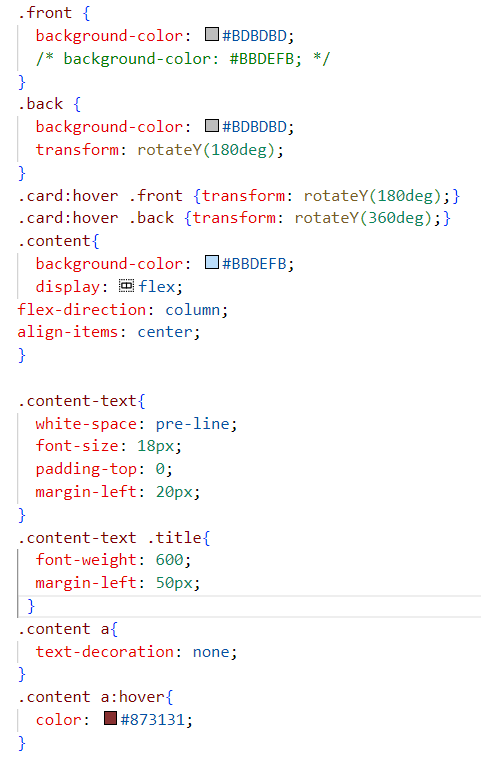 .front {
background-color: #BDBDBD;
/* background-color: #BBDEFB; */
}
.back {
background-color: #BDBDBD;
transform: rotateY(180deg);
}
.card:hover .front {transform: rotateY(180deg);}
.card:hover .back {transform: rotateY(360deg);}
.content{
background-color: #BBDEFB;
display: flex;
flex-direction: column;
align-items: center;
}
.content-text{
white-space: pre-line;
font-size: 18px;
padding-top: 0;
margin-left: 20px;
}
.content-text .title{
font-weight: 600;
margin-left: 50px;
}
.content a{
text-decoration: none;
}
.content a:hover{
color: #873131;
}